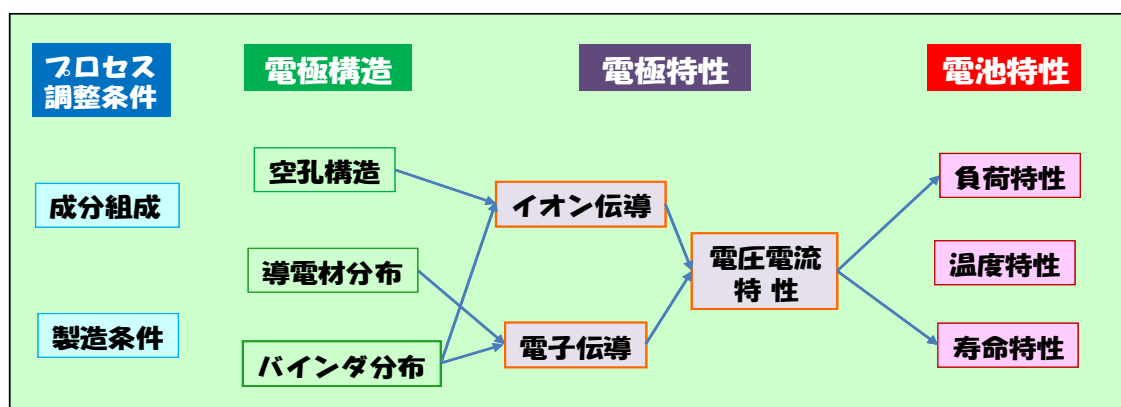 プロセス
調整条件
電極構造
電極特性
電池特性
成分組成
製造条件
空孔構造
導電材分布
バインダ分布
イオン伝導
電子伝導
電圧電流
特 性
負荷特性
温度特性
寿命特性